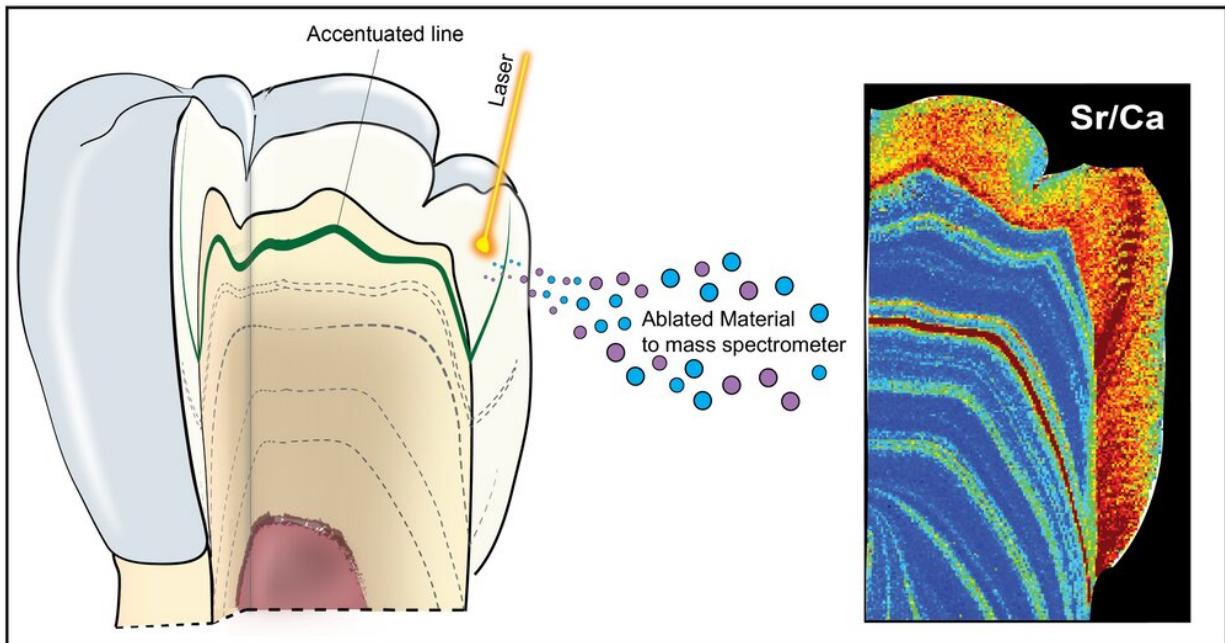 Accentuated line
Laser
Sr/Ca
Ablated Material
to mass spectrometer